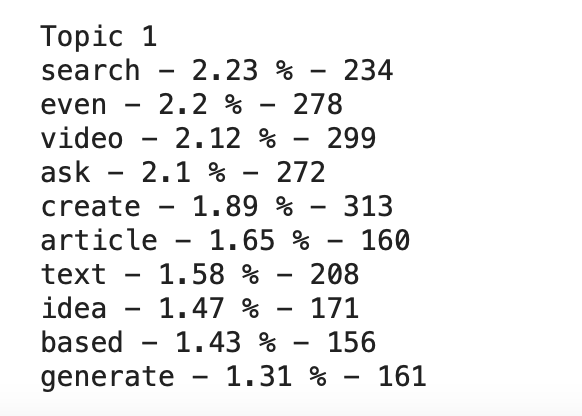 Topic 1
search − 2.23 % − 234
even − 2.2 % − 278
video − 2.12 % − 299
ask − 2.1 % − 272
create − 1.89 % − 313
article − 1.65 % − 160
text − 1.58 % − 208
idea − 1.47 % − 171
based − 1.43 % − 156
generate − 1.31 % − 161